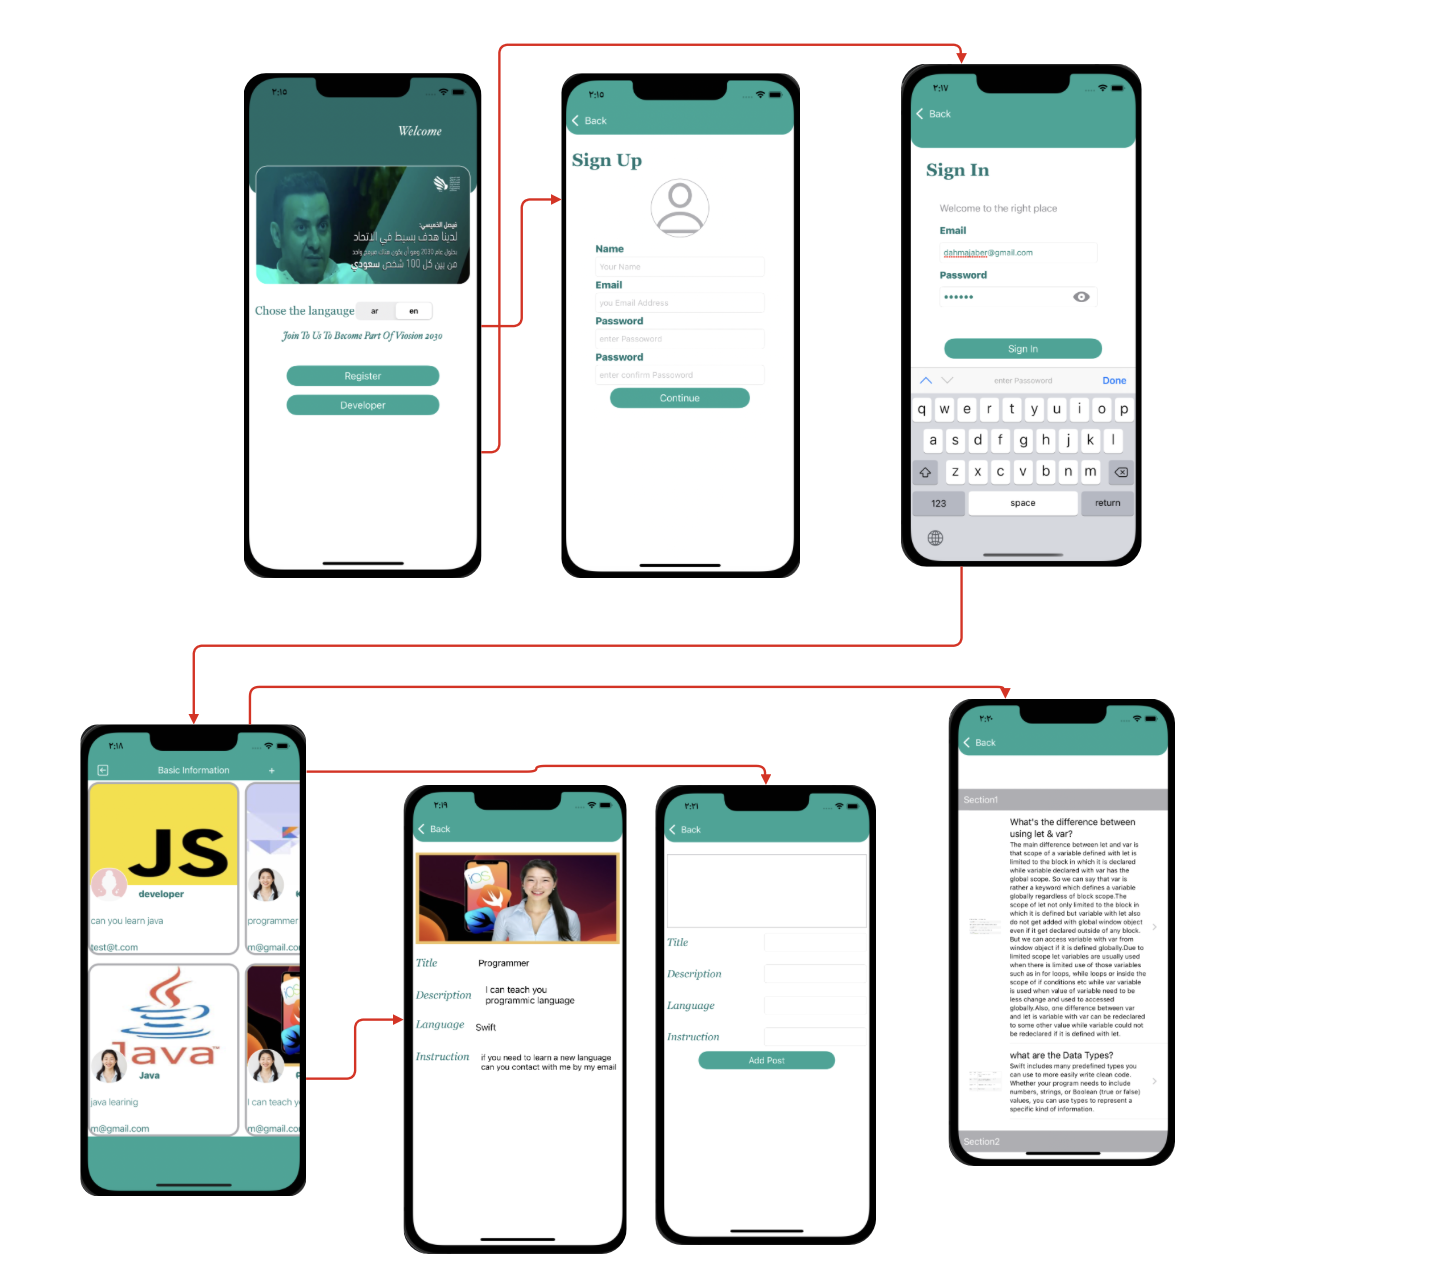 ٢:١٥
Welcome
فيصل الخميسي:
لدينا هدف بسيط في الاتحاد
بحلول عام 2030 وهو أن يكون هناك مبرمج واحد
من بين كل 100 شخص سعودي
Chose the langauge
ar
en
Join To Us To Become Part Of Viosion 2030
Register
Developer
٢:١٥
Back
Sign Up
Name
Your Name
Email
you Email Address
Password
enter Passoword
Password
enter confirm Passcword
Continue
٢:١٧
Back
Sign In
Welcome to the right place
Email
dahmajaber@gmail.com
Password
••••••
Sign In
enter Passoword
Done
q w e r t y u i o p
a s d f g h j k l
z x c v b n m
123
space
return
٢:١٨
Basic Information
+
JS
developer
can you learn java
test@t.com
programmer
m@gmail.co
Java
Java
java learinig
m@gmail.com
I can teach y
m@gmail.co
٢:١٩
Back
iOS
Title
Programmer
Description
I can teach you
programmic language
Language
Swift
Instruction
if you need to learn a new language
can you contact with me by my email
٢:٢١
Back
Title
Description
Language
Instruction
Add Post
٢:٢٠
Back
Section1
What's the difference between
using let & var?
The main difference between let and var is
that scope of a variable defined with let is
limited to the block in which it is declared
while variable declared with var has the
global scope. So we can say that var is
rather a keyword which defines a variable
globally regardless of block scope.The
scope of let not only limited to the block in
which it is defined but variable with let also
do not get added with global window object
even if it get declared outside of any block.
But we can access variable with var from
window object if it is defined globally.Due to
limited scope let variables are usually used
when there is limited use of those variables
such as in for loops, while loops or inside the
scope of if conditions etc while var variable
is used when value of variable need to be
less change and used to accessed
globally.Also, one difference between var
and let is variable with var can be redeclared
to some other value while variable could not
be redeclared if it is defined with let.
what are the Data Types?
Swift includes many predefined types you
can use to more easily write clean code.
Whether your program needs to include
numbers, strings, or Boolean (true or false)
values, you can use types to represent a
specific kind of information.
Section2